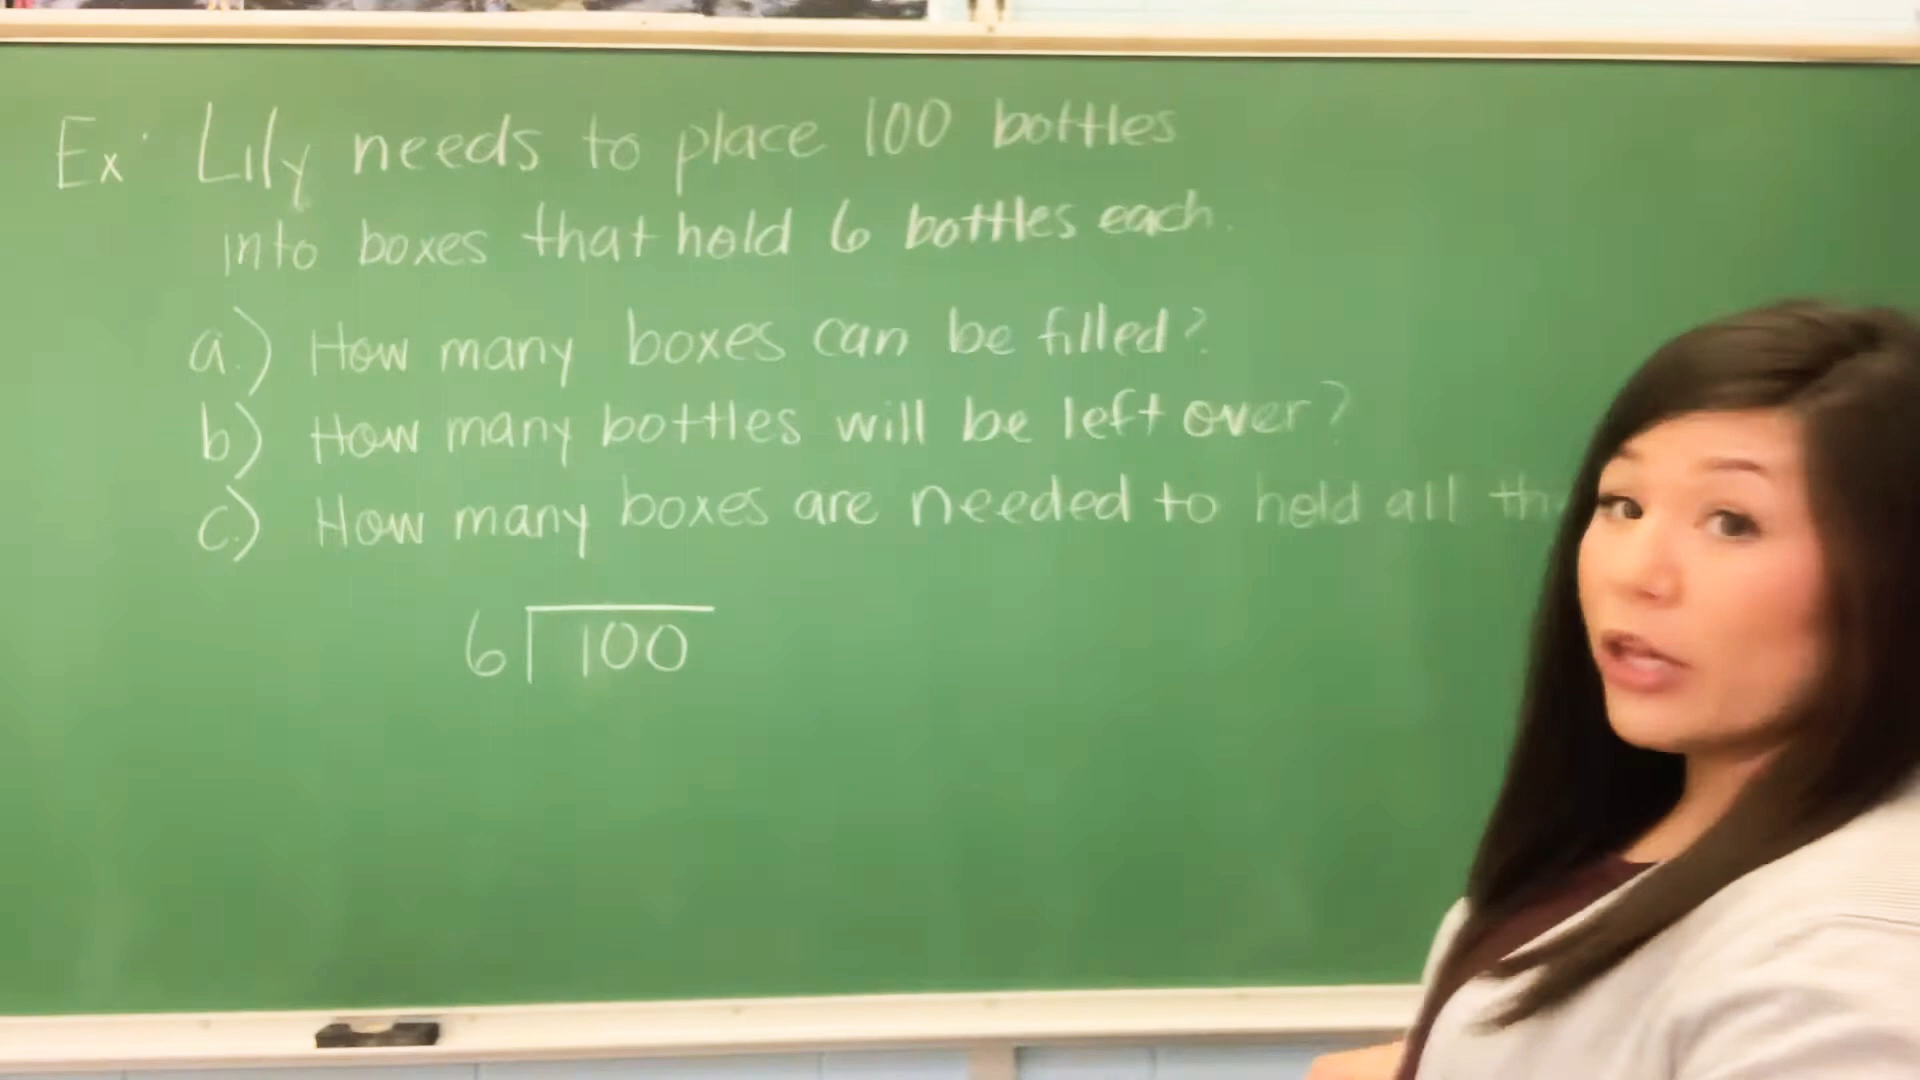 Ex: Lily needs to place 100 bottles
into boxes that hold 6 bottles each.
a.) How many boxes can be filled?
b.) How many bottles will be left over?
c.) How many boxes are needed to hold all
6 100